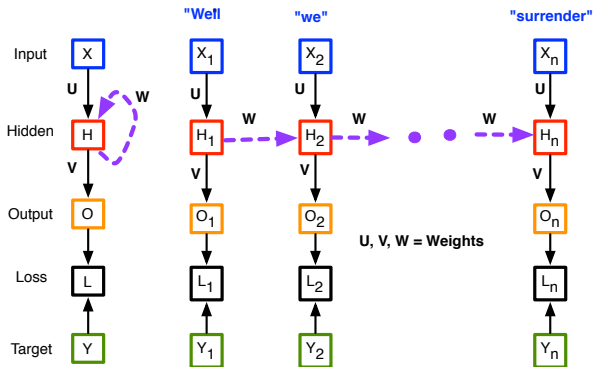 "Well "we" "surrender"
Input X X1 X2 Xn
U U U U
W
Hidden H H1 W H2 W W Hn
V V V V
Output O O1 O2 On
U, V, W = Weights
Loss L L1 L2 Ln
Target Y Y1 Y2 Yn